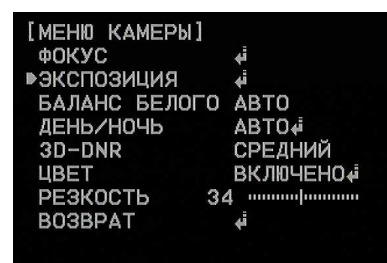 [МЕНЮ КАМЕРЫ]
ФОКУС ↲
ЭКСПОЗИЦИЯ ↲
БАЛАНС БЕЛОГО АВТО
ДЕНЬ/НОЧЬ АВТО↲
3D-DNR СРЕДНИЙ
ЦВЕТ ВКЛЮЧЕНО↲
РЕЗКОСТЬ 34
ВОЗВРАТ ↲